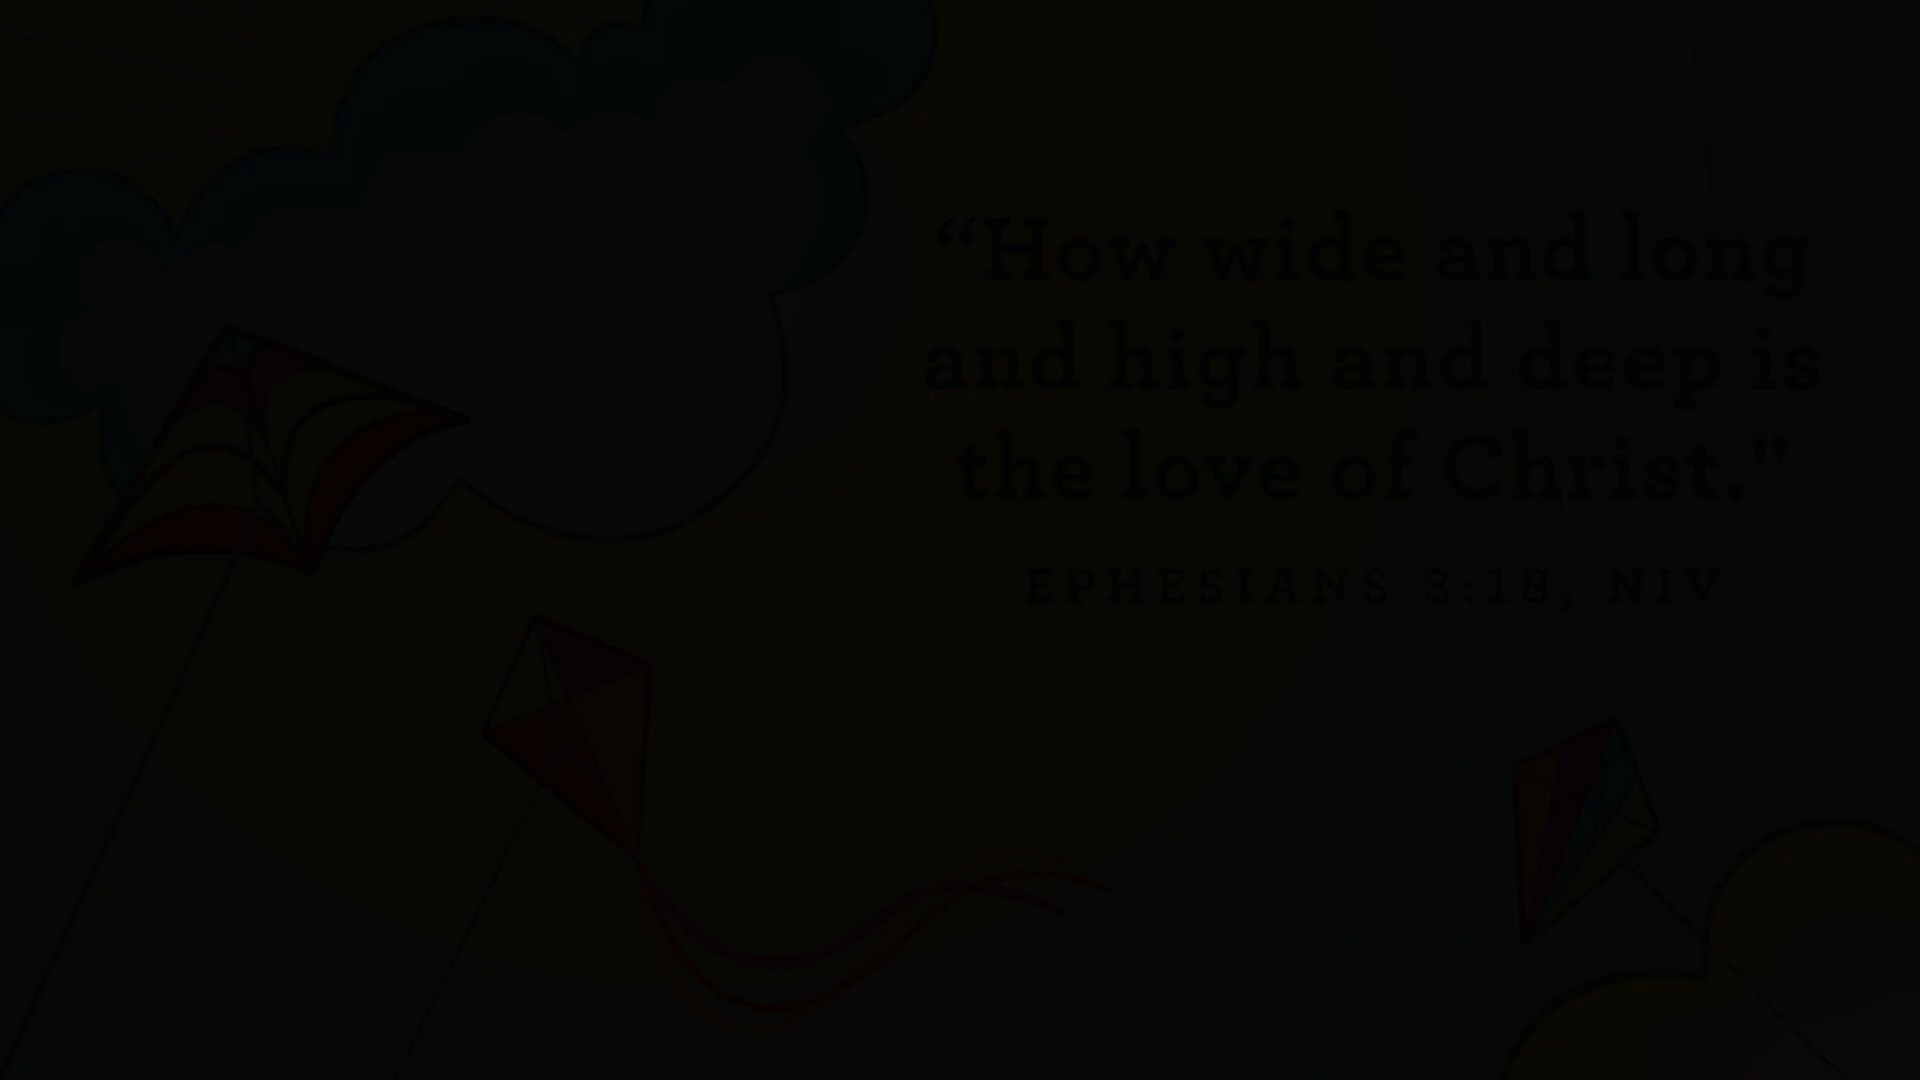 “How wide and long
and high and deep is
the love of Christ."
EPHESIANS 3:18, NIV